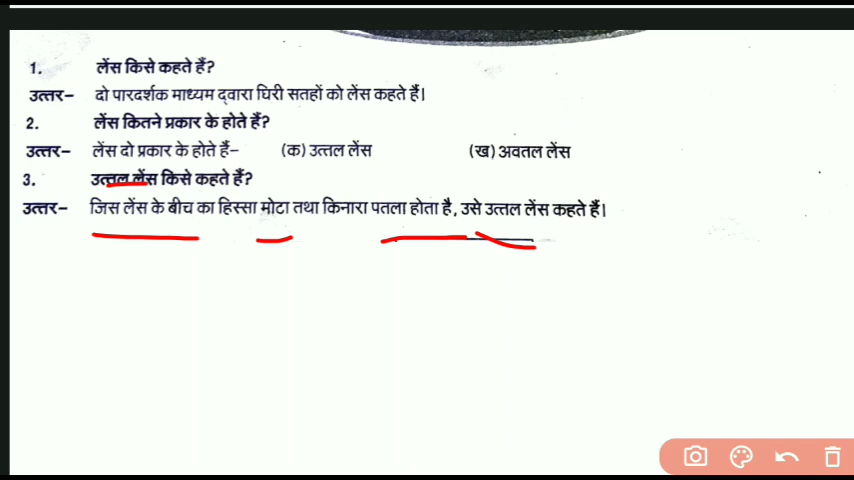 1. लेंस किसे कहते हैं?
उत्तर– दो पारदर्शक माध्यम द्वारा घिरी सतहों को लेंस कहते हैं।
2. लेंस कितने प्रकार के होते हैं?
उत्तर– लेंस दो प्रकार के होते हैं– (क) उत्तल लेंस (ख) अवतल लेंस
3. उत्तल लेंस किसे कहते हैं?
उत्तर– जिस लेंस के बीच का हिस्सा मोटा तथा किनारा पतला होता है, उसे उत्तल लेंस कहते हैं।